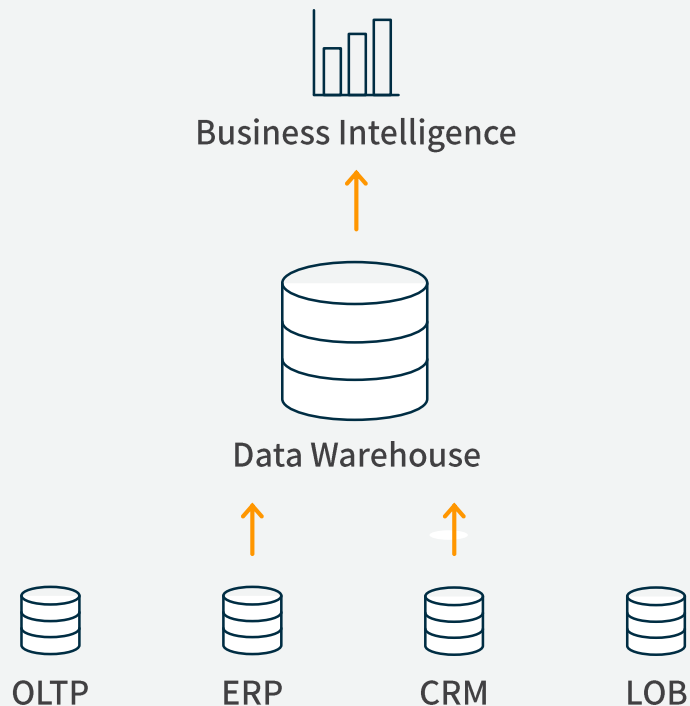 Business Intelligence
Data Warehouse
OLTP
ERP
CRM
LOB